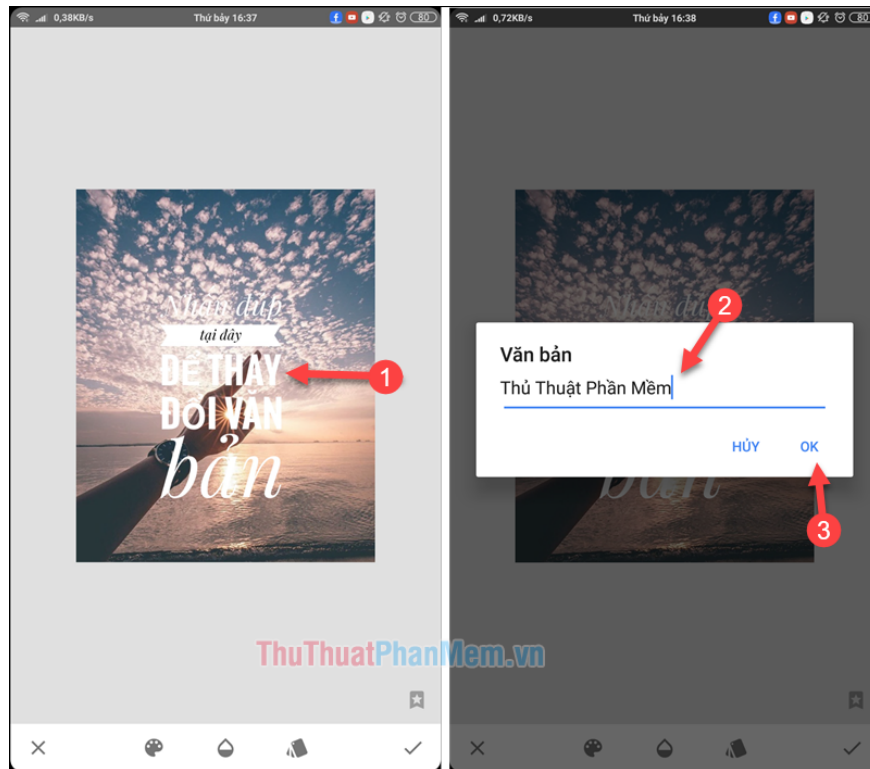 0,38KB/s Thứ bảy 16:37 80
Nhấn đúp
tại đây
ĐỂ THAY
ĐỔI VĂN
bản
1
0,72KB/s Thứ bảy 16:38 80
2
Văn bản
Thủ Thuật Phần Mềm
HỦY OK
3
bản
ThuThuatPhanMem.vn